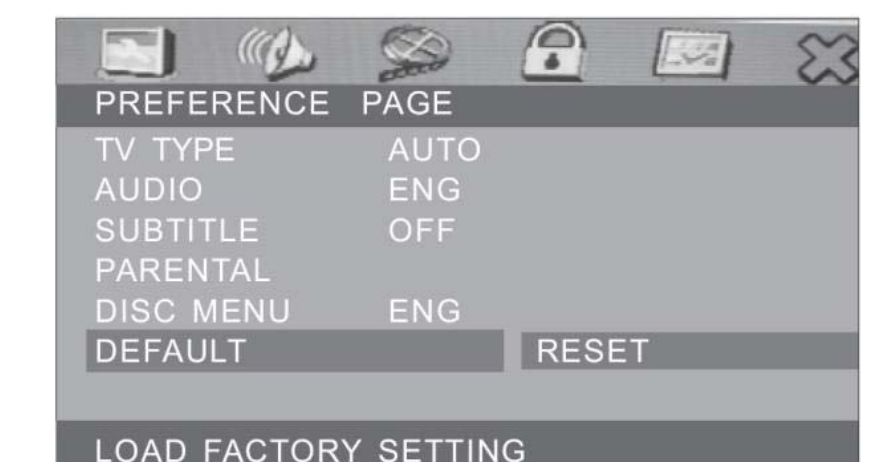 PREFERENCE PAGE
TV TYPE AUTO
AUDIO ENG
SUBTITLE OFF
PARENTAL
DISC MENU ENG
DEFAULT RESET
LOAD FACTORY SETTING